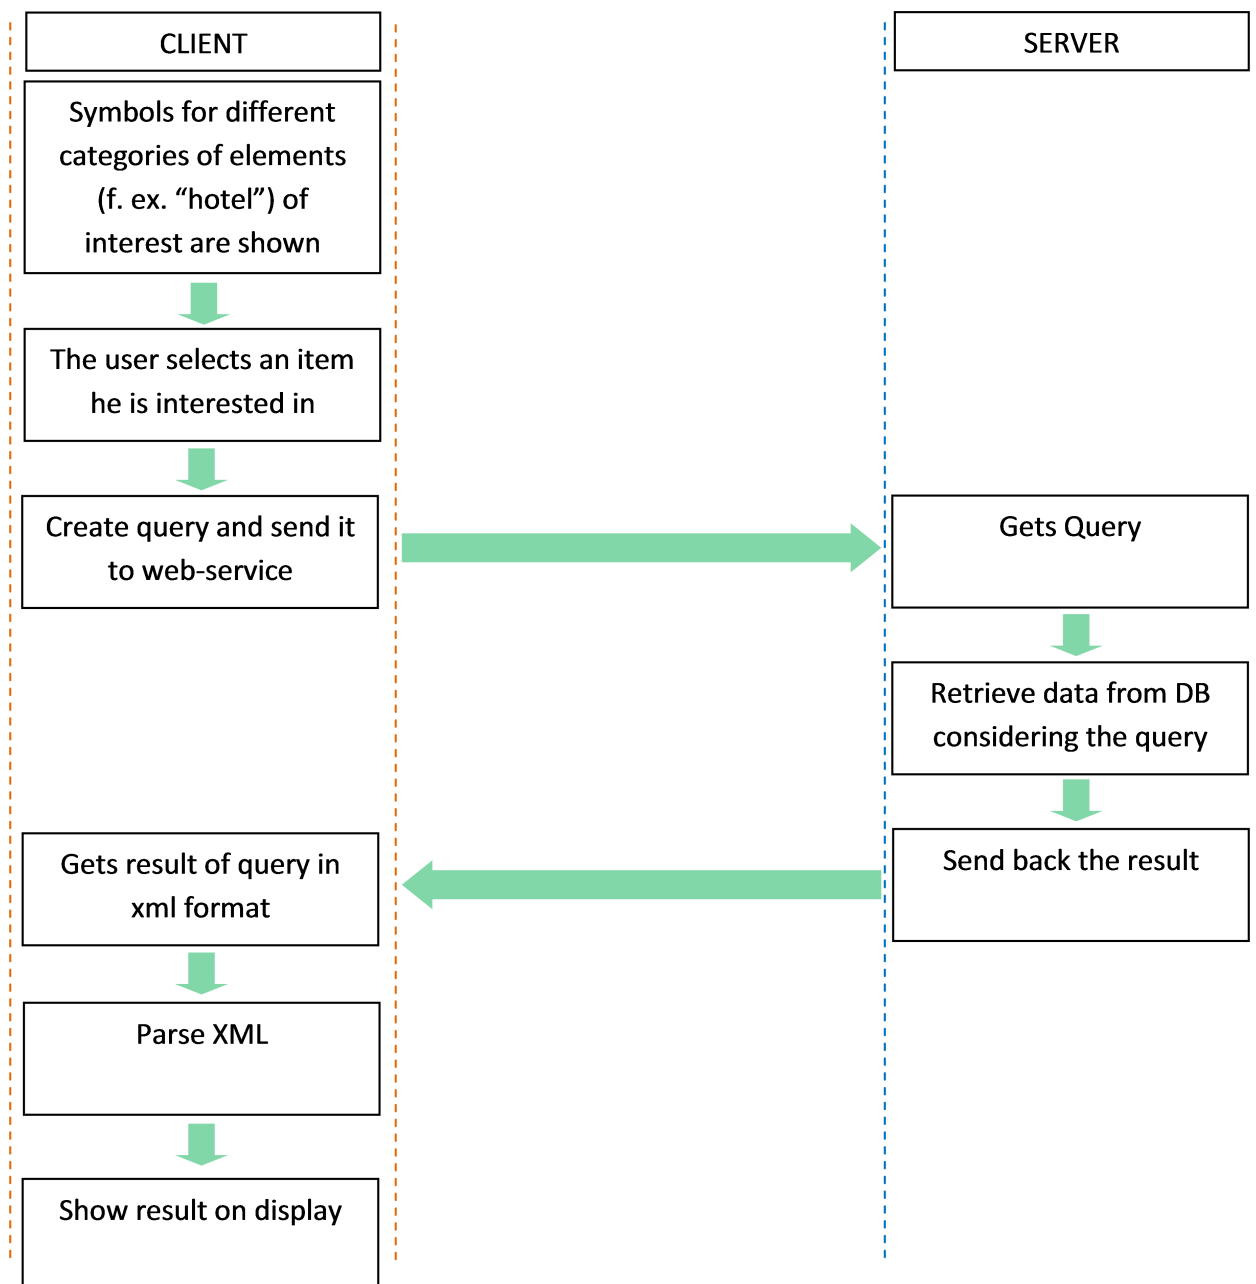 CLIENT
SERVER
Symbols for different
categories of elements
(f. ex. “hotel”) of
interest are shown
The user selects an item
he is interested in
Create query and send it
to web-service
Gets Query
Retrieve data from DB
considering the query
Send back the result
Gets result of query in
xml format
Parse XML
Show result on display